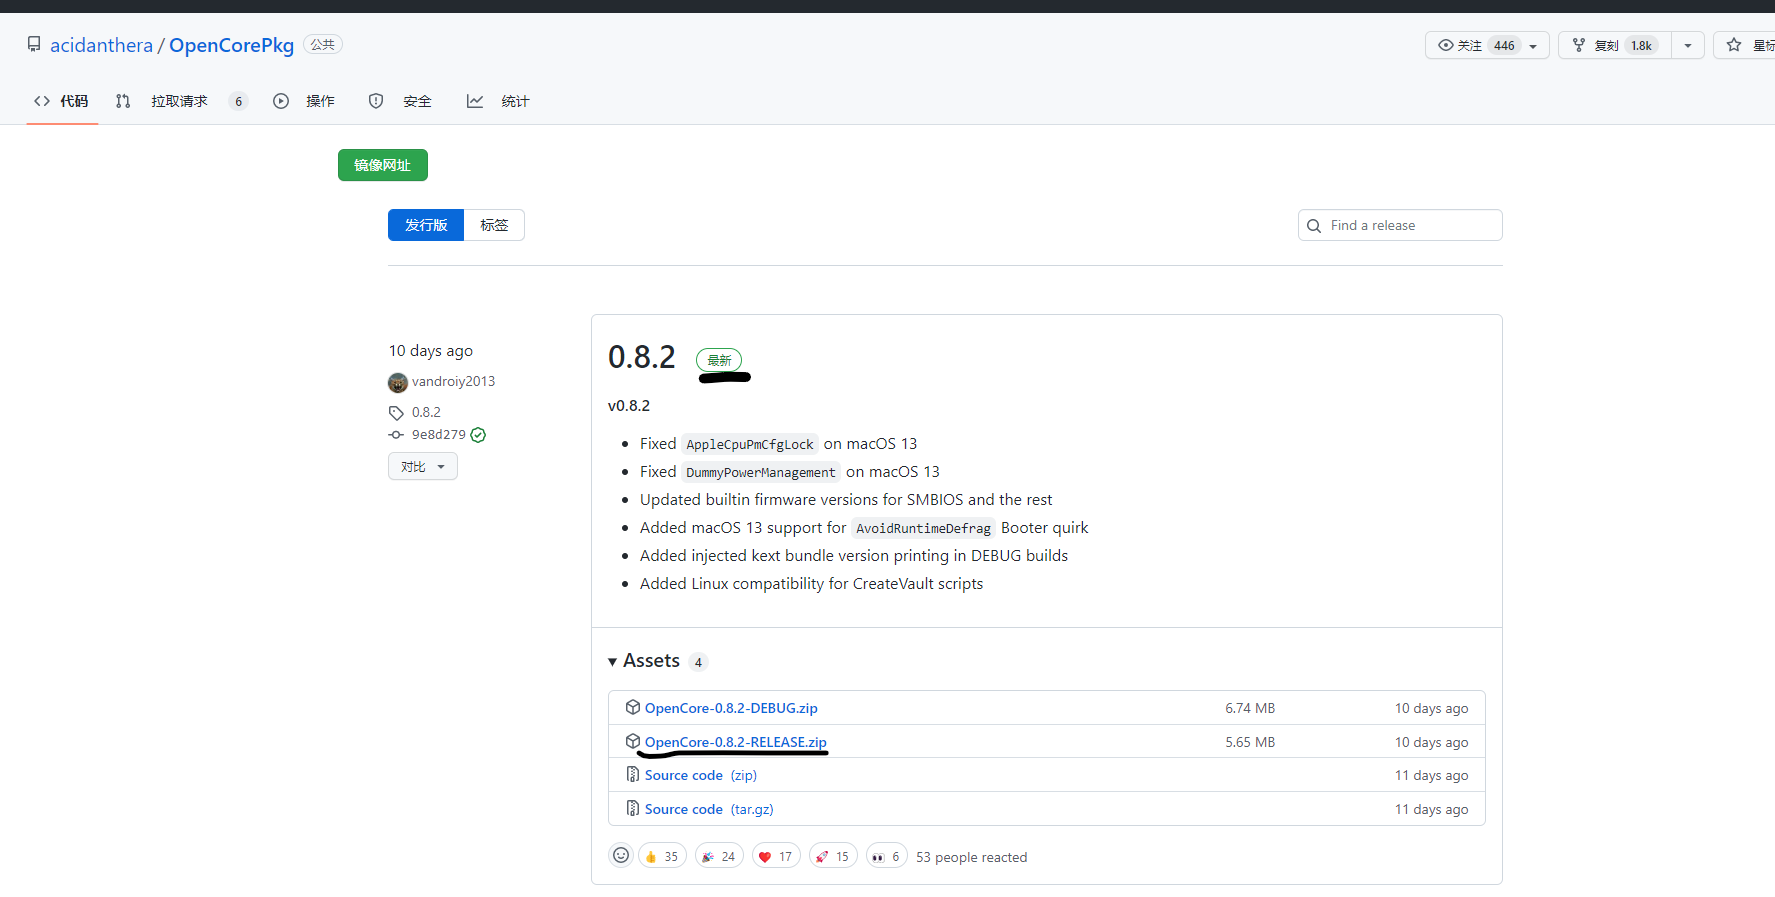 acidanthera / OpenCorePkg 公共
关注 446 复刻 1.8k 星标
代码 拉取请求 6 操作 安全 统计
镜像网址
发行版 标签 Find a release
10 days ago
vandroiy2013
0.8.2
9e8d279
对比
0.8.2 最新
v0.8.2
Fixed AppleCpuPmCfgLock on macOS 13
Fixed DummyPowerManagement on macOS 13
Updated builtin firmware versions for SMBIOS and the rest
Added macOS 13 support for AvoidRuntimeDefrag Booter quirk
Added injected kext bundle version printing in DEBUG builds
Added Linux compatibility for CreateVault scripts
Assets 4
OpenCore-0.8.2-DEBUG.zip 6.74 MB 10 days ago
OpenCore-0.8.2-RELEASE.zip 5.65 MB 10 days ago
Source code (zip) 11 days ago
Source code (tar.gz) 11 days ago
35 24 17 15 6 53 people reacted